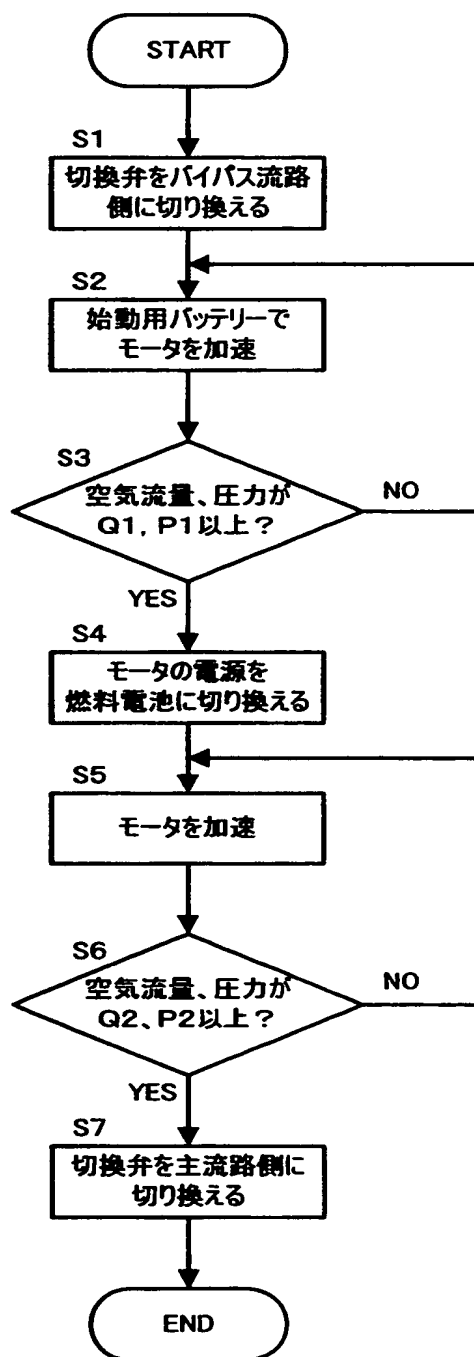 START
S1
切換弁をバイパス流路
側に切り換える
S2
始動用バッテリーで
モータを加速
S3
空気流量、圧力が
Q1, P1以上？
NO
YES
S4
モータの電源を
燃料電池に切り換える
S5
モータを加速
S6
空気流量、圧力が
Q2、P2以上？
NO
YES
S7
切換弁を主流路側に
切り換える
END